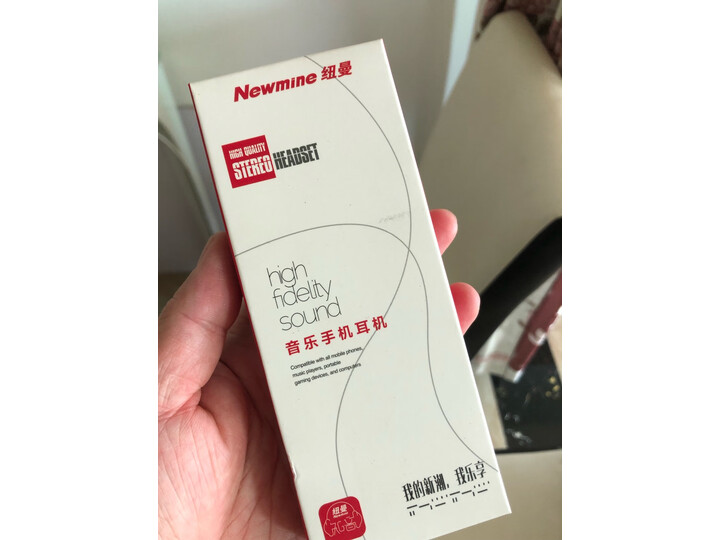 Newmine 纽曼
HIGH QUALITY
STEREO HEADSET
high
fidelity
sound
音乐手机耳机
Compatible with all mobile phones,
music players, portable
gaming devices, and computers
纽曼
我的新潮，我乐享